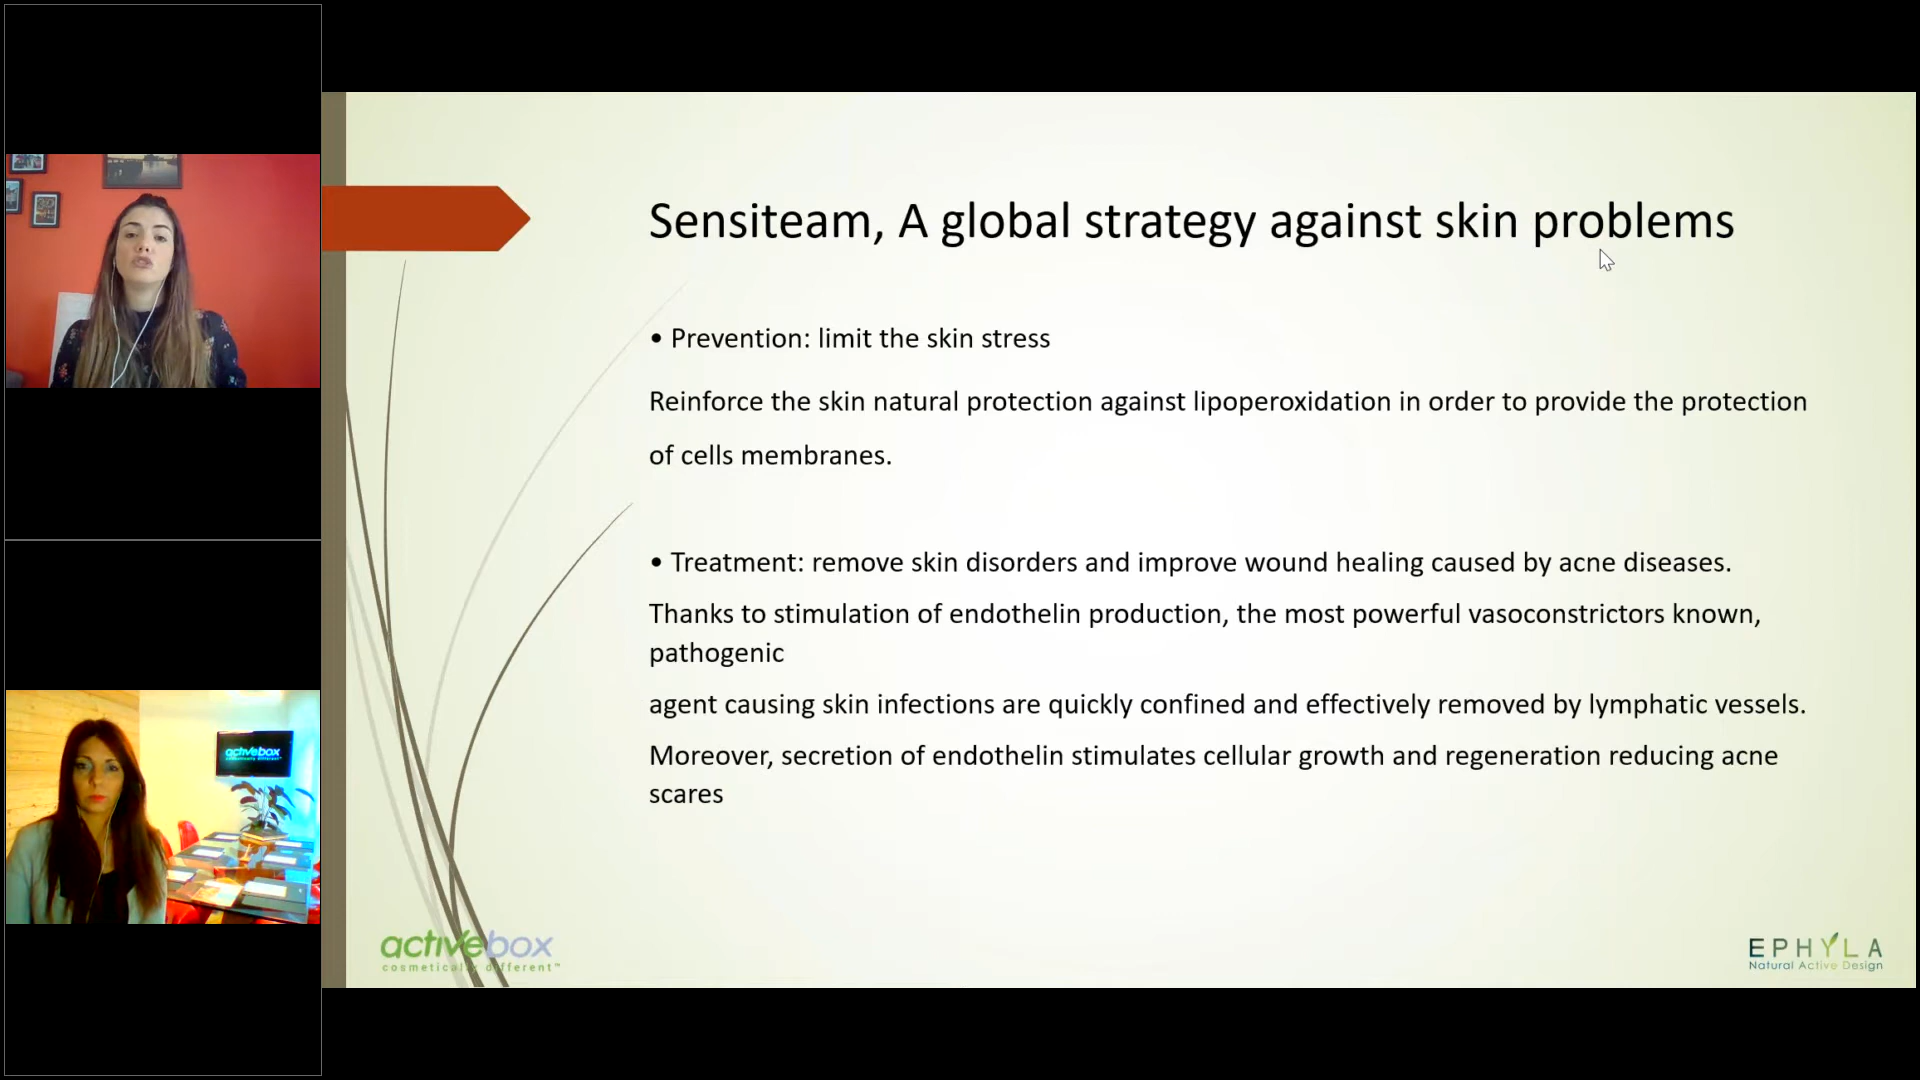 Sensiteam, A global strategy against skin problems
• Prevention: limit the skin stress
Reinforce the skin natural protection against lipoperoxidation in order to provide the protection
of cells membranes.
• Treatment: remove skin disorders and improve wound healing caused by acne diseases.
Thanks to stimulation of endothelin production, the most powerful vasoconstrictors known,
pathogenic
agent causing skin infections are quickly confined and effectively removed by lymphatic vessels.
Moreover, secretion of endothelin stimulates cellular growth and regeneration reducing acne
scares
activebox
cosmetically different™
EPHYLA
Natural Active Design
activebox